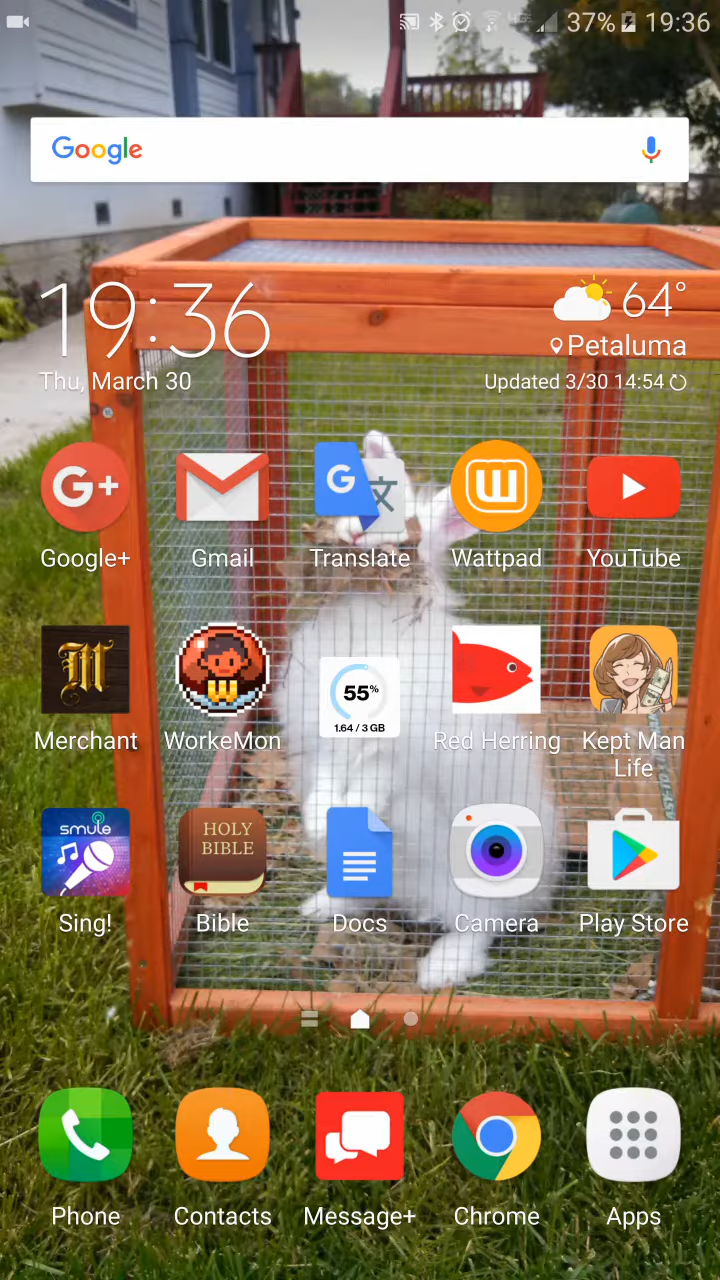 37% 19:36
Google
19:36
64°
Petaluma
Thu, March 30
Updated 3/30 14:54
G+
G
文
Google+
Gmail
Translate
Wattpad
YouTube
M
55%
1.64 / 3 GB
Merchant
WorkeMon
Red Herring
Kept Man
Life
smule
HOLY
BIBLE
Sing!
Bible
Docs
Camera
Play Store
Phone
Contacts
Message+
Chrome
Apps